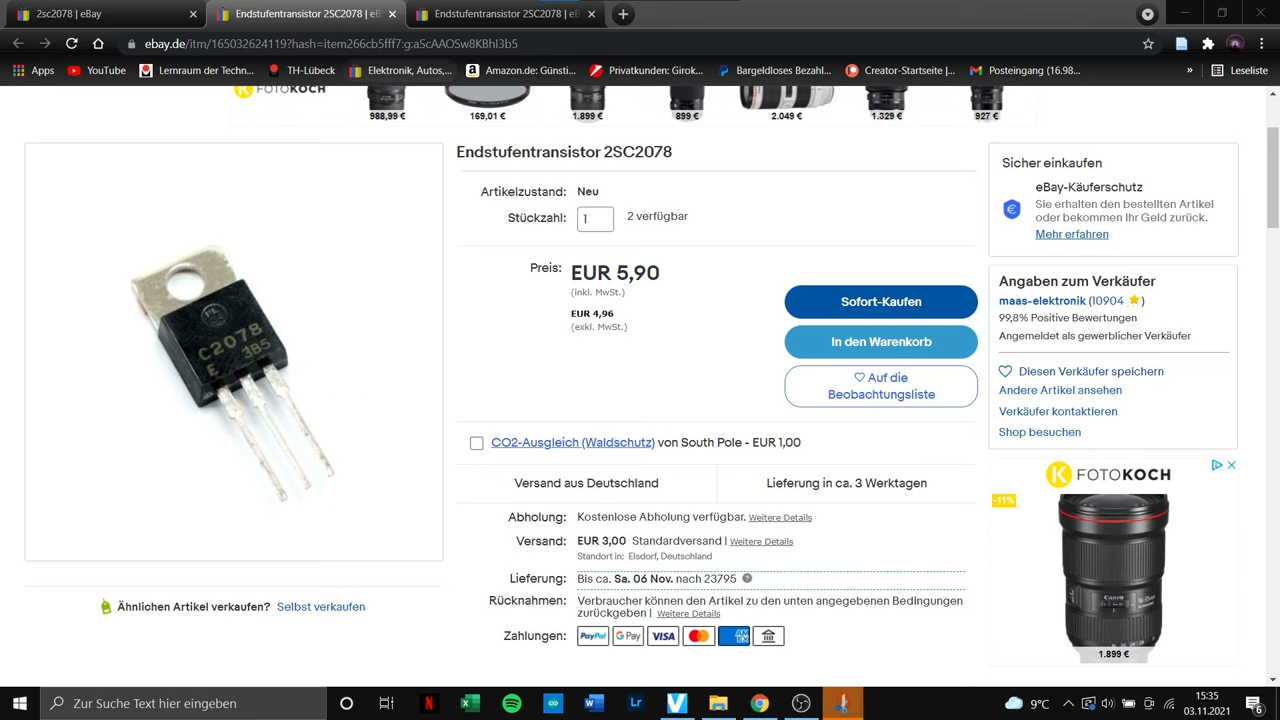 2sc2078 | eBay
Endstufentransistor 2SC2078 | eB
Endstufentransistor 2SC2078 | eB
ebay.de/itm/165032624119?hash=item266cb5fff7:g:aScAAOSw8KBhI3b5
Apps
YouTube
Lernraum der Techn...
TH-Lübeck
Elektronik, Autos,...
Amazon.de: Günsti...
Privatkunden: Girok...
Bargeldloses Bezahl...
Creator-Startseite |...
Posteingang (16.98...
»
Leseliste
K FOTOKOCH
988,99 €
169,01 €
1.899 €
899 €
2.049 €
1.329 €
927 €
Endstufentransistor 2SC2078
Artikelzustand: Neu
Stückzahl: 1 2 verfügbar
Preis: EUR 5,90
(inkl. MwSt.)
EUR 4,96
(exkl. MwSt.)
Sofort-Kaufen
In den Warenkorb
Auf die
Beobachtungsliste
CO2-Ausgleich (Waldschutz) von South Pole - EUR 1,00
Versand aus Deutschland
Lieferung in ca. 3 Werktagen
Abholung: Kostenlose Abholung verfügbar. Weitere Details
Versand: EUR 3,00 Standardversand | Weitere Details
Standort in: Elsdorf, Deutschland
Lieferung: Bis ca. Sa. 06 Nov. nach 23795
Rücknahmen: Verbraucher können den Artikel zu den unten angegebenen Bedingungen
zurückgeben | Weitere Details
Zahlungen: PayPal G Pay VISA
C2078
E 3B5
Ähnlichen Artikel verkaufen? Selbst verkaufen
Sicher einkaufen
eBay-Käuferschutz
Sie erhalten den bestellten Artikel
oder bekommen Ihr Geld zurück.
Mehr erfahren
Angaben zum Verkäufer
maas-elektronik (10904)
99,8% Positive Bewertungen
Angemeldet als gewerblicher Verkäufer
Diesen Verkäufer speichern
Andere Artikel ansehen
Verkäufer kontaktieren
Shop besuchen
K FOTOKOCH
-11%
Canon
1.899 €
Zur Suche Text hier eingeben
9°C
15:35
03.11.2021
6